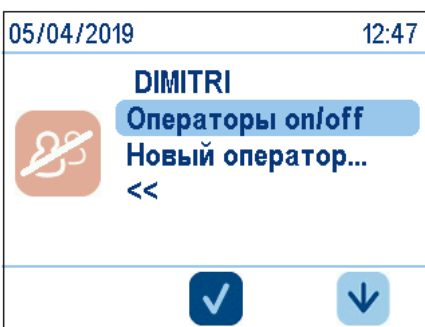 05/04/2019 12:47
DIMITRI
Операторы on/off
Новый оператор...
<<